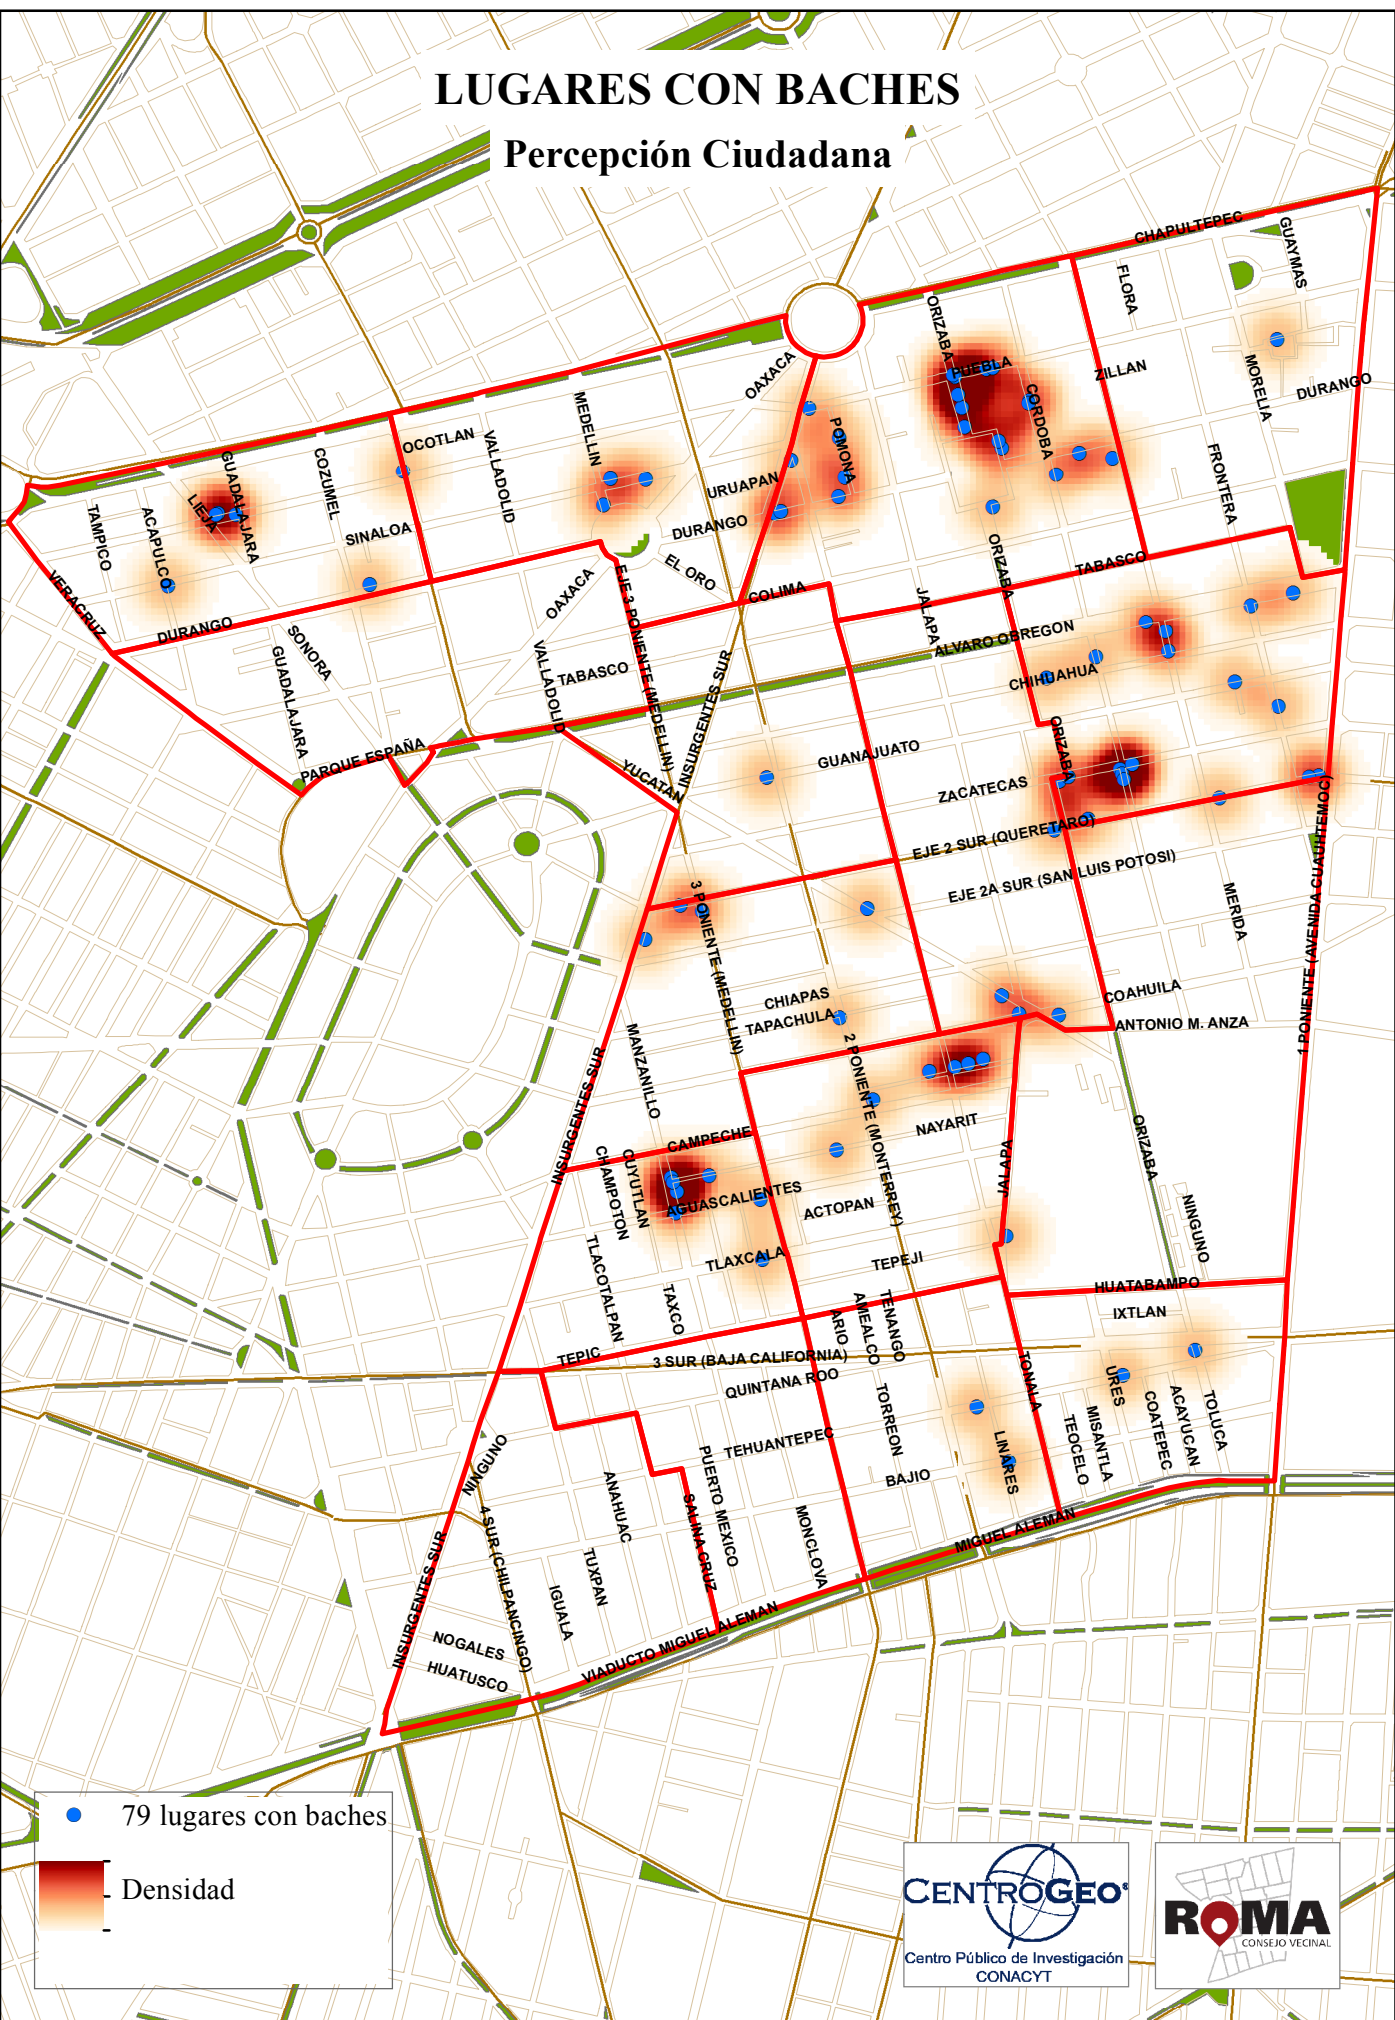 LUGARES CON BACHES
Percepción Ciudadana
CHAPULTEPEC
GUAYMAS
FLORA
ORIZABA
OAXACA
PUEBLA
ZILLAN
MORELIA
DURANGO
CORDOBA
MEDELLIN
POMONA
OCOTLAN
VALLADOLID
COZUMEL
GUADALAJARA
LIEJA
URUAPAN
FRONTERA
TAMPICO
ACAPULCO
SINALOA
DURANGO
ORIZABA
TABASCO
EL ORO
OAXACA
EJE 3 PONIENTE (MEDELLIN)
COLIMA
JALAPA
VERACRUZ
DURANGO
SONORA
GUADALAJARA
VALLADOLID
TABASCO
ALVARO OBREGON
CHIHUAHUA
INSURGENTES SUR
ORIZABA
PARQUE ESPAÑA
YUCATAN
GUANAJUATO
ZACATECAS
EJE 2 SUR (QUERETARO)
EJE 2A SUR (SAN LUIS POTOSI)
1 PONIENTE (AVENIDA CUAUHTEMOC)
MERIDA
3 PONIENTE (MEDELLIN)
CHIAPAS
TAPACHULA
COAHUILA
ANTONIO M. ANZA
MANZANILLO
INSURGENTES SUR
2 PONIENTE (MONTERREY)
NAYARIT
CAMPECHE
JALAPA
ORIZABA
CUYUTLAN
CHAMPOTON
AGUASCALIENTES
ACTOPAN
NINGUNO
TLACOTALPAN
TLAXCALA
TEPEJI
TAXCO
HUATABAMPO
IXTLAN
ARIO
AMEALCO
TENANGO
TEPIC
3 SUR (BAJA CALIFORNIA)
QUINTANA ROO
TONALA
URES
TORREON
TEHUANTEPEC
LINARES
TEOCELO
MISANTLA
COATEPEC
ACAYUCAN
TOLUCA
NINGUNO
PUERTO MEXICO
BAJIO
ANAHUAC
SALINA CRUZ
MONCLOVA
MIGUEL ALEMAN
4 SUR (CHILPANCINGO)
INSURGENTES SUR
TUXPAN
IGUALA
NOGALES
HUATUSCO
VIADUCTO MIGUEL ALEMAN
79 lugares con baches
Densidad
CENTROGEO
Centro Público de Investigación
CONACYT
ROMA
CONSEJO VECINAL